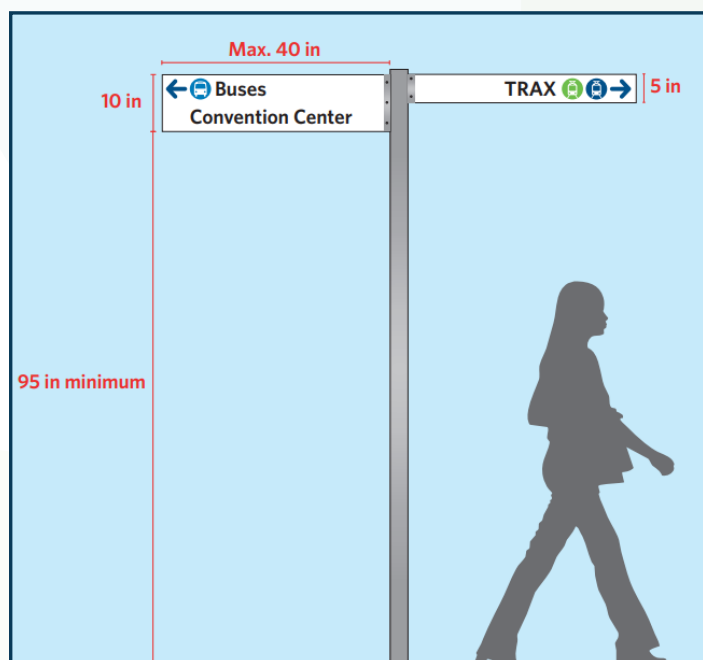 Max. 40 in
10 in
Buses
Convention Center
TRAX
5 in
95 in minimum